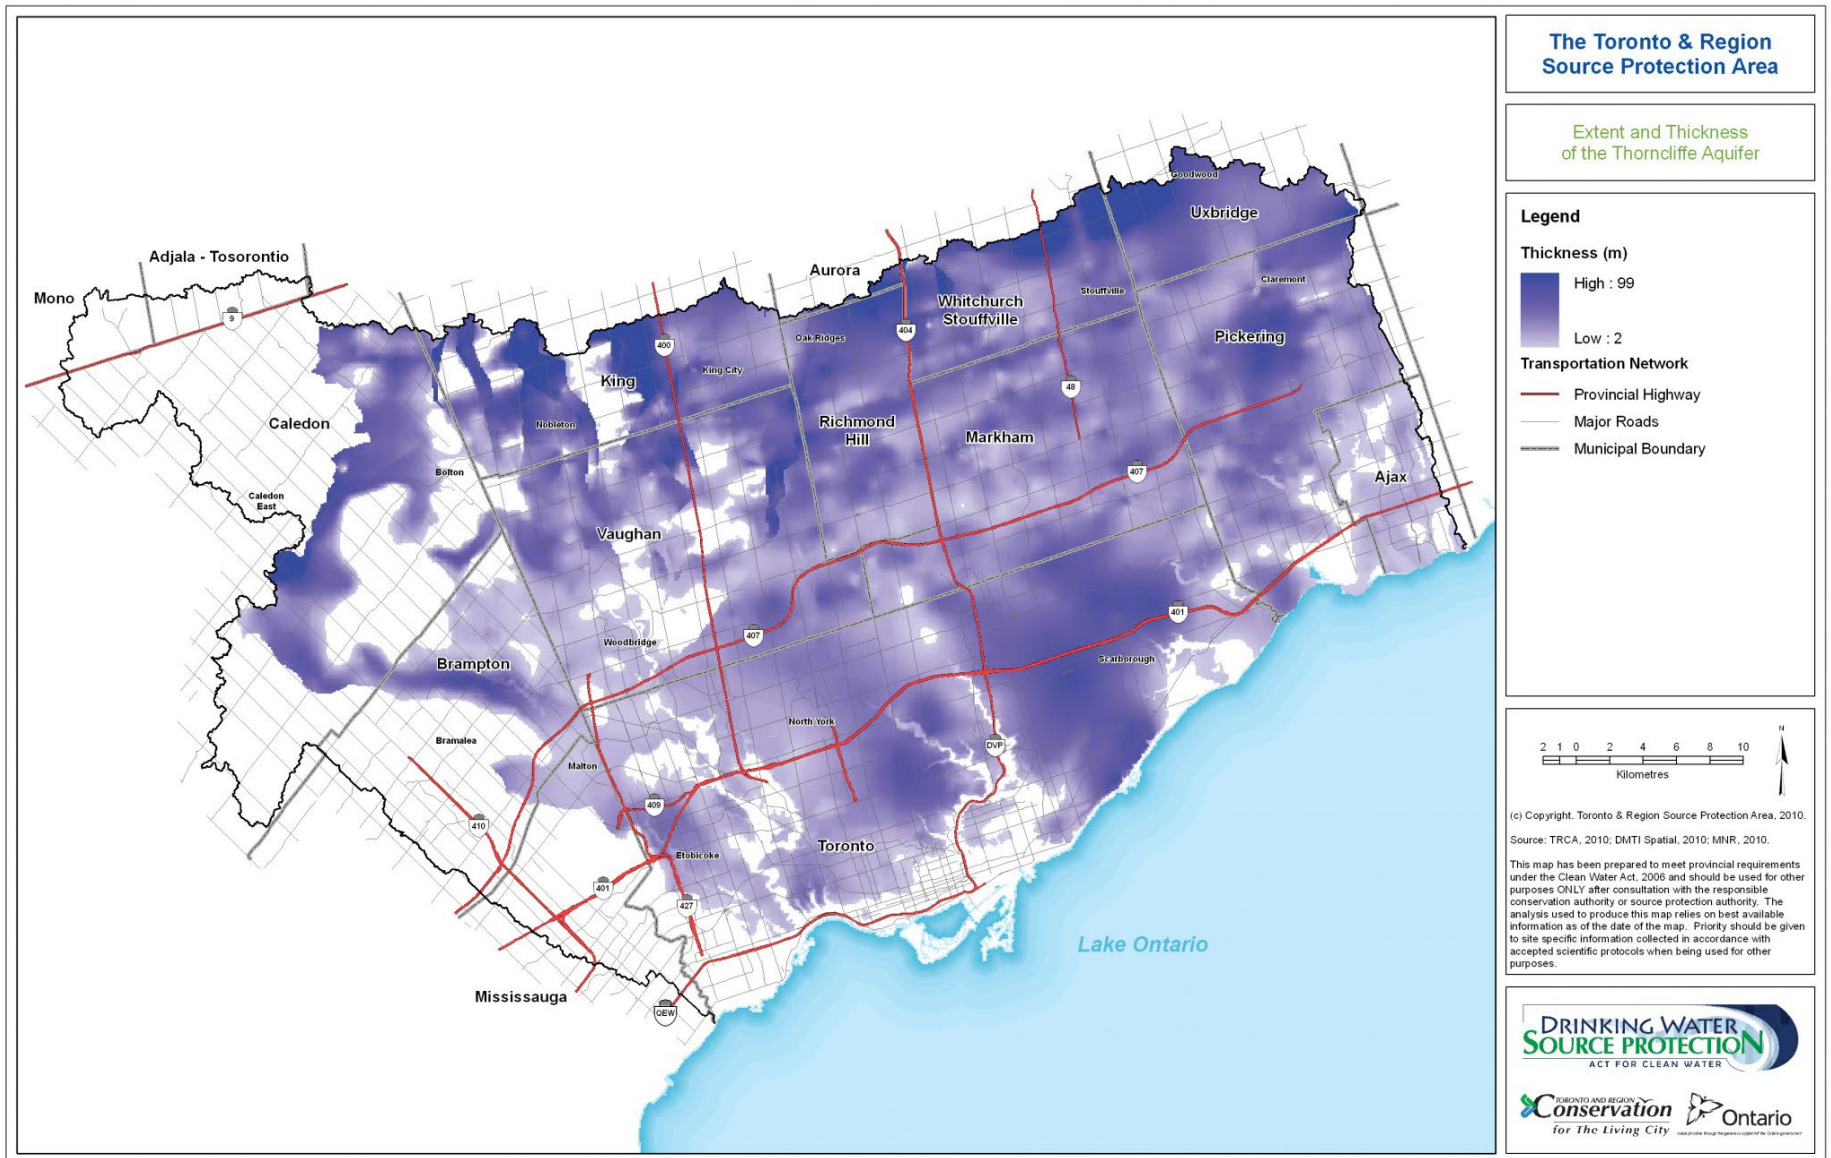 The Toronto & Region
Source Protection Area
Extent and Thickness
of the Thorncliffe Aquifer
Legend
Thickness (m)
High : 99
Low : 2
Transportation Network
Provincial Highway
Major Roads
Municipal Boundary
2 1 0 2 4 6 8 10
Kilometres
N
(c) Copyright. Toronto & Region Source Protection Area, 2010.
Source: TRCA, 2010; DMTI Spatial, 2010; MNR, 2010.
This map has been prepared to meet provincial requirements
under the Clean Water Act, 2006 and should be used for other
purposes ONLY after consultation with the responsible
conservation authority or source protection authority. The
analysis used to produce this map relies on best available
information as of the date of the map. Priority should be given
to site specific information collected in accordance with
accepted scientific protocols when being used for other
purposes.
DRINKING WATER
SOURCE PROTECTION
ACT FOR CLEAN WATER
TORONTO AND REGION
Conservation
for The Living City
Ontario
Goodwood
Uxbridge
Adjala - Tosorontio
Aurora
Claremont
Mono
Stouffville
Whitchurch
Stouffville
9
404
Oak Ridges
Pickering
400
King City
King
48
Caledon
Nobleton
Richmond
Hill
Markham
Bolton
407
Ajax
Caledon
East
Vaughan
401
407
Woodbridge
Scarborough
Brampton
North York
Bramalea
DVP
Malton
409
410
Toronto
Etobicoke
401
427
Lake Ontario
Mississauga
QEW